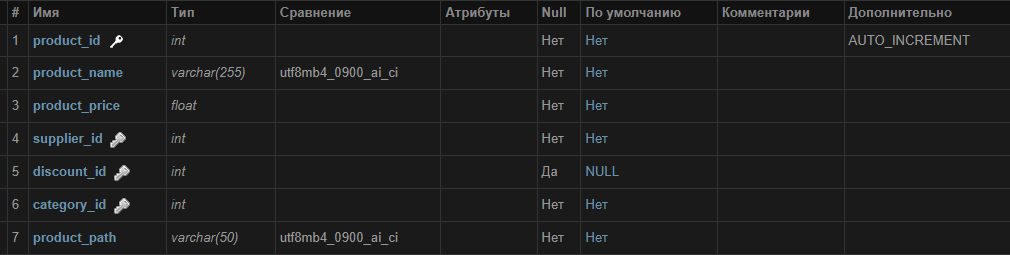 # Имя Тип Сравнение Атрибуты Null По умолчанию Комментарии Дополнительно
1 product_id int Нет Нет AUTO_INCREMENT
2 product_name varchar(255) utf8mb4_0900_ai_ci Нет Нет
3 product_price float Нет Нет
4 supplier_id int Нет Нет
5 discount_id int Да NULL
6 category_id int Нет Нет
7 product_path varchar(50) utf8mb4_0900_ai_ci Нет Нет